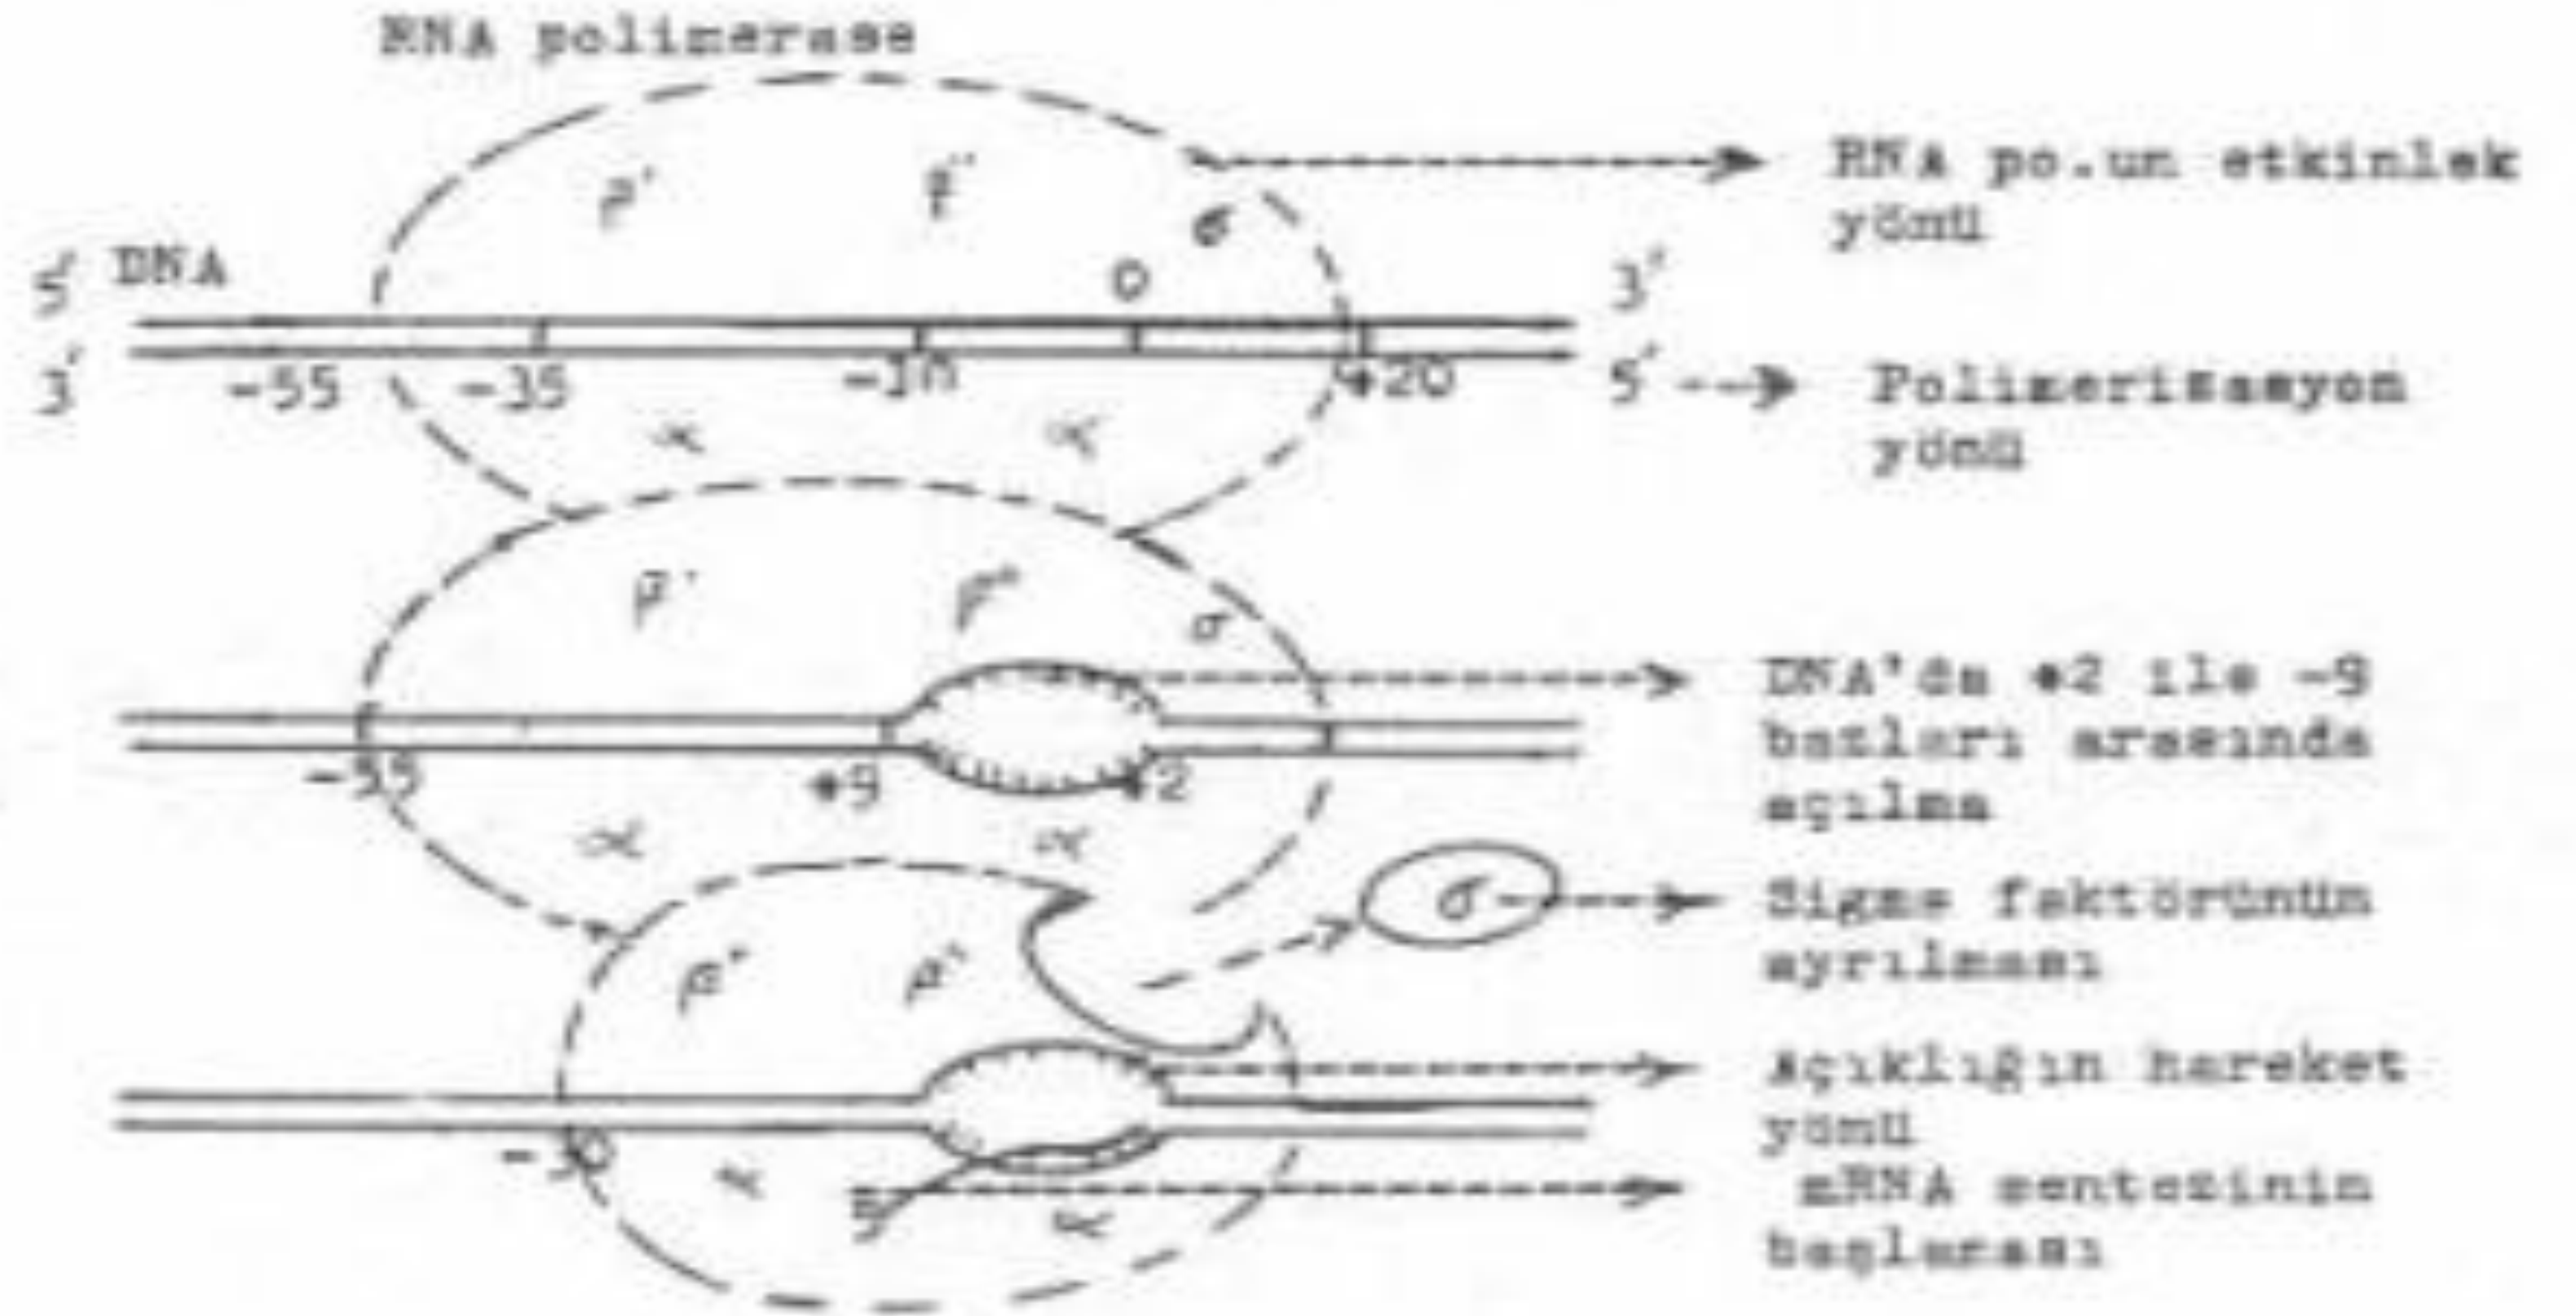 RNA polimerase
β' β'' σ
RNA po.un etkinlek
yönü
5' DNA 0 3'
3' -55 -35 -10 +20 5'
Polimerizasyon
yönü
α α
β' β'' σ
DNA'da +2 ile -9
bazları arasında
açılma
-55 +9 +2
α α
σ
Sigma faktörünün
ayrılması
β'' β'
Açıklığın hareket
yönü
-30
α 5' α
mRNA sentezinin
başlaması